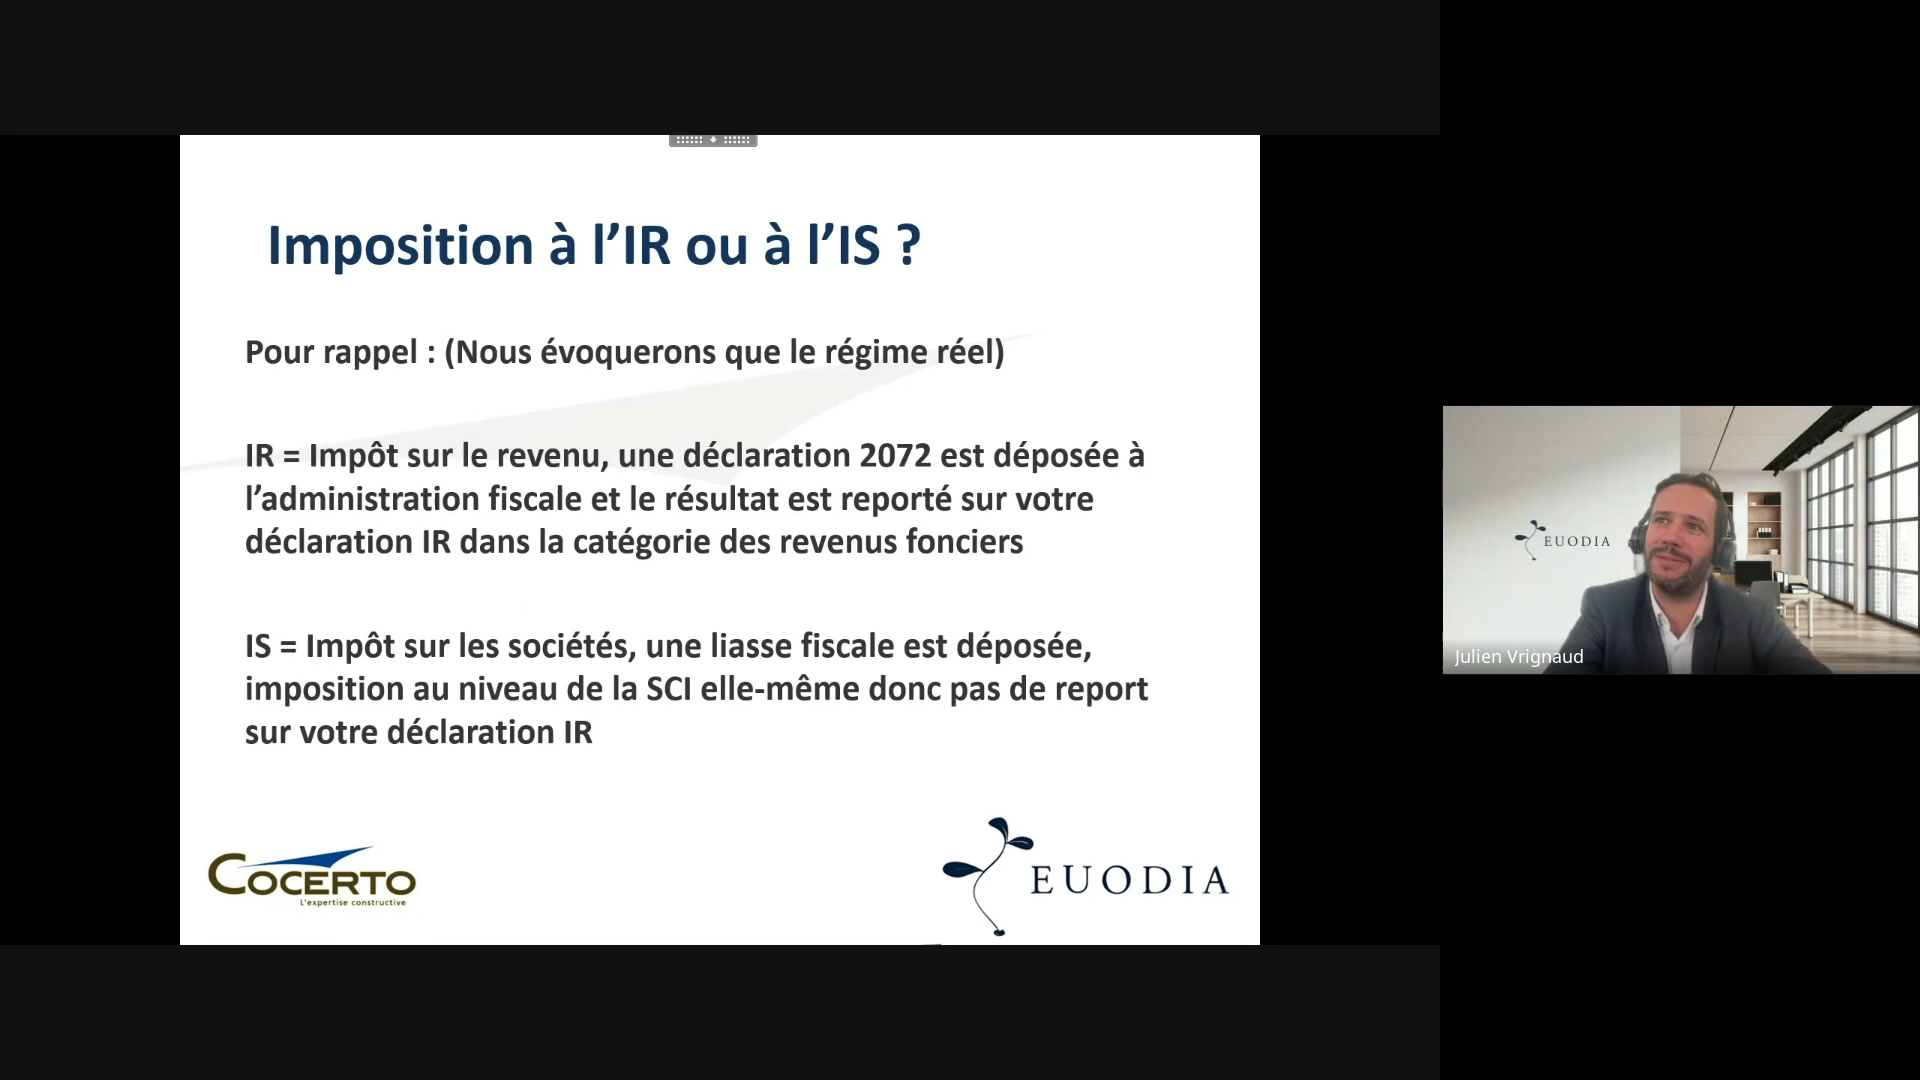 Imposition à l’IR ou à l’IS ?
Pour rappel : (Nous évoquerons que le régime réel)
IR = Impôt sur le revenu, une déclaration 2072 est déposée à
l’administration fiscale et le résultat est reporté sur votre
déclaration IR dans la catégorie des revenus fonciers
IS = Impôt sur les sociétés, une liasse fiscale est déposée,
imposition au niveau de la SCI elle-même donc pas de report
sur votre déclaration IR
COCERTO
L'expertise constructive
EUODIA
EUODIA
Julien Vrignaud